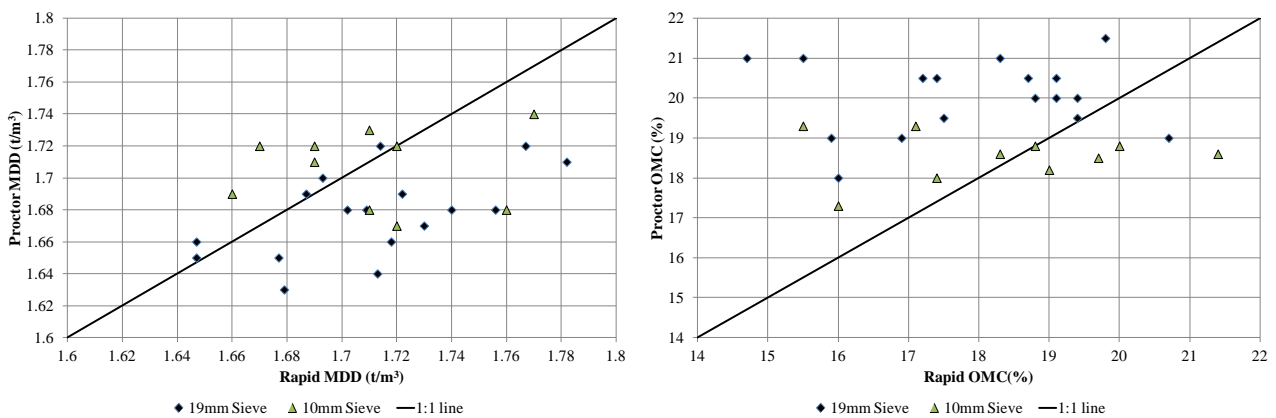 1.8
1.78
1.76
1.74
1.72
1.7
1.68
1.66
1.64
1.62
1.6
Proctor MDD (t/m³)
1.6 1.62 1.64 1.66 1.68 1.7 1.72 1.74 1.76 1.78 1.8
Rapid MDD (t/m³)
19mm Sieve 10mm Sieve 1:1 line
22
21
20
19
18
17
16
15
14
Proctor OMC (%)
14 15 16 17 18 19 20 21 22
Rapid OMC(%)
19mm Sieve 10mm Sieve 1:1 line